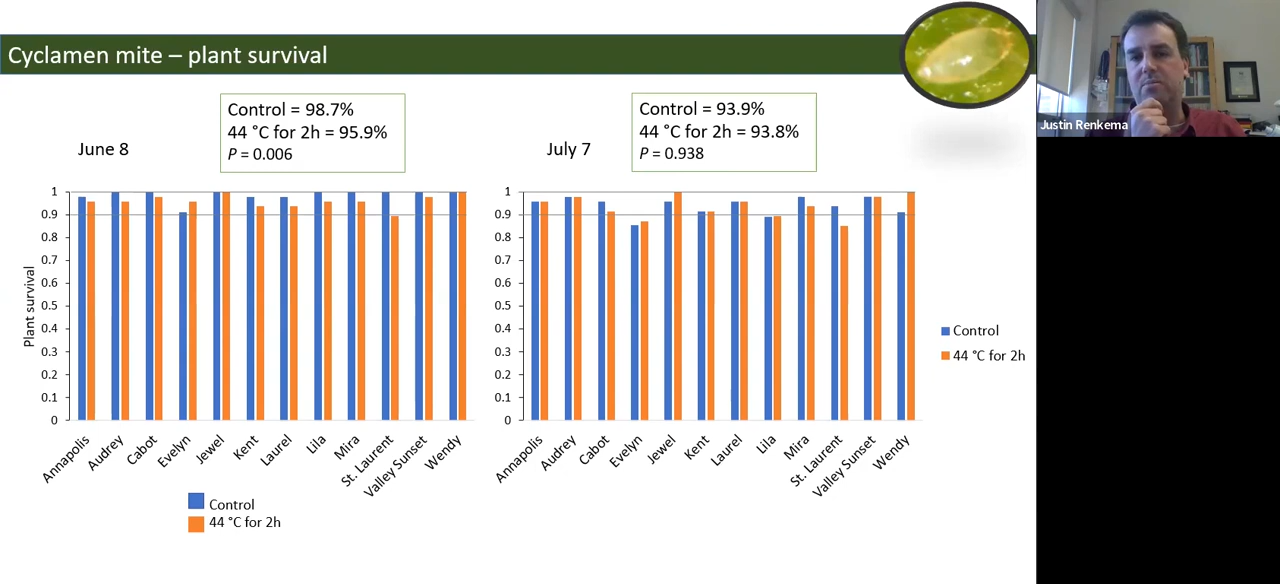 Cyclamen mite – plant survival
Justin Renkema
June 8
Control = 98.7%
44 °C for 2h = 95.9%
P = 0.006
July 7
Control = 93.9%
44 °C for 2h = 93.8%
P = 0.938
Plant survival
1
0.9
0.8
0.7
0.6
0.5
0.4
0.3
0.2
0.1
0
Annapolis
Audrey
Cabot
Evelyn
Jewel
Kent
Laurel
Lila
Mira
St. Laurent
Valley Sunset
Wendy
Control
44 °C for 2h
1
0.9
0.8
0.7
0.6
0.5
0.4
0.3
0.2
0.1
0
Annapolis
Audrey
Cabot
Evelyn
Jewel
Kent
Laurel
Lila
Mira
St. Laurent
Valley Sunset
Wendy
Control
44 °C for 2h